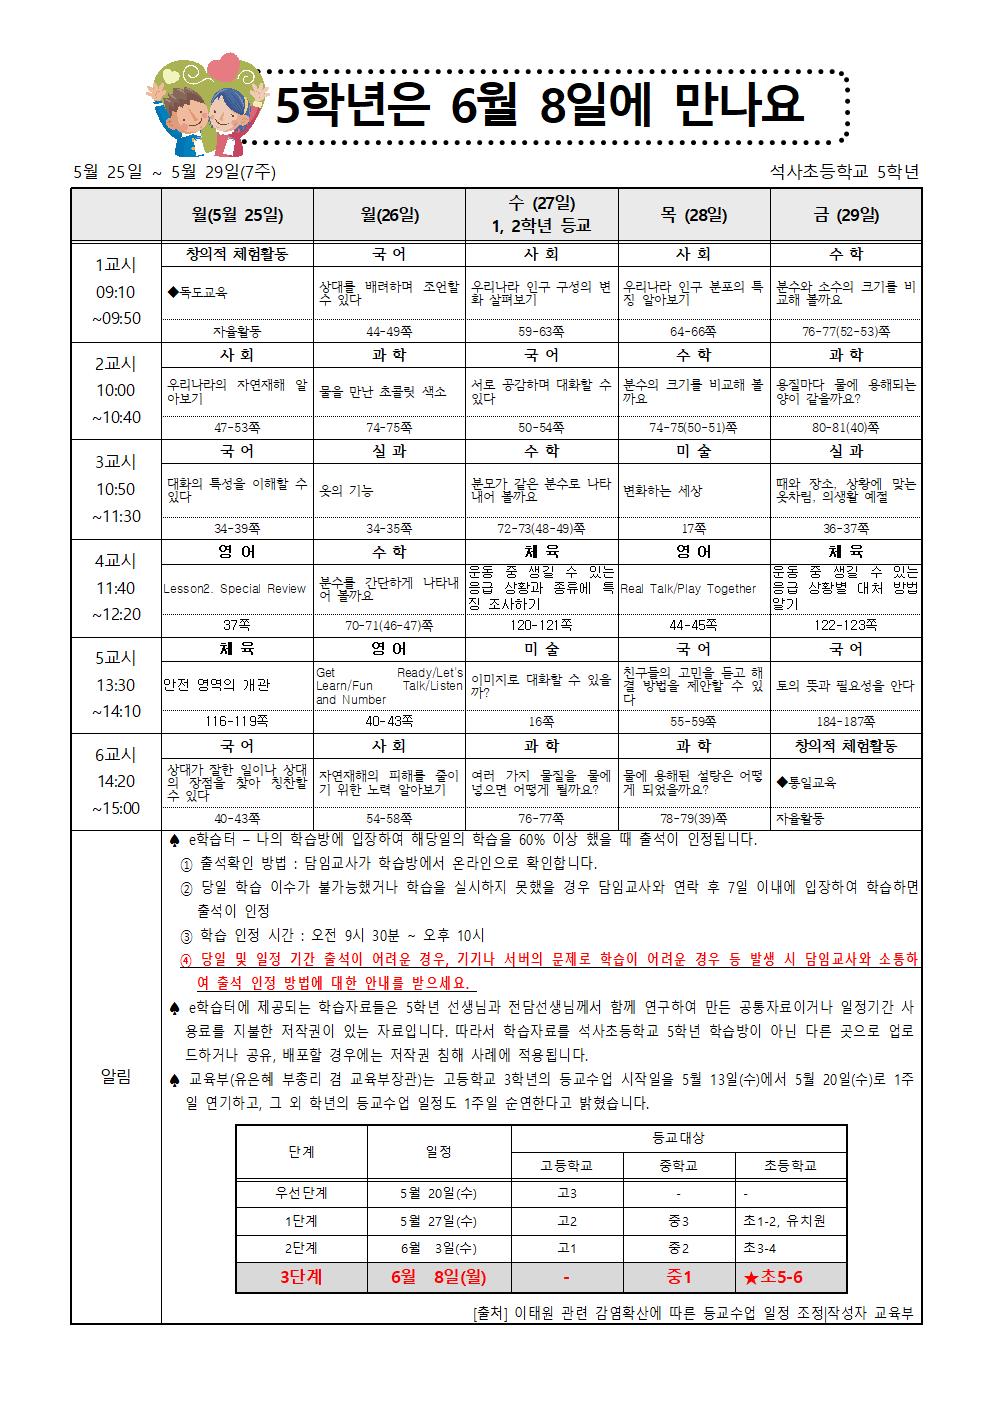 5학년은 6월 8일에 만나요
5월 25일 ~ 5월 29일(7주)
석사초등학교 5학년
월(5월 25일)
월(26일)
수 (27일)
1, 2학년 등교
목 (28일)
금 (29일)
1교시
09:10
~09:50
창의적 체험활동
국 어
사 회
사 회
수 학
◆독도교육
상대를 배려하며 조언할
수 있다
우리나라 인구 구성의 변
화 살펴보기
우리나라 인구 분포의 특
징 알아보기
분수와 소수의 크기를 비
교해 볼까요
자율활동
44-49쪽
59-63쪽
64-66쪽
76-77(52-53)쪽
2교시
10:00
~10:40
사 회
과 학
국 어
수 학
과 학
우리나라의 자연재해 알
아보기
물을 만난 초콜릿 색소
서로 공감하며 대화할 수
있다
분수의 크기를 비교해 볼
까요
용질마다 물에 용해되는
양이 같을까요?
47-53쪽
74-75쪽
50-54쪽
74-75(50-51)쪽
80-81(40)쪽
3교시
10:50
~11:30
국 어
실 과
수 학
미 술
실 과
대화의 특성을 이해할 수
있다
옷의 기능
분모가 같은 분수로 나타
내어 볼까요
변화하는 세상
때와 장소, 상황에 맞는
옷차림, 의생활 예절
34-39쪽
34-35쪽
72-73(48-49)쪽
17쪽
36-37쪽
4교시
11:40
~12:20
영 어
수 학
체 육
영 어
체 육
Lesson2. Special Review
분수를 간단하게 나타내
어 볼까요
운동 중 생길 수 있는
응급 상황과 종류에 특
징 조사하기
Real Talk/Play Together
운동 중 생길 수 있는
응급 상황별 대처 방법
알기
37쪽
70-71(46-47)쪽
120-121쪽
44-45쪽
122-123쪽
5교시
13:30
~14:10
체 육
영 어
미 술
국 어
국 어
안전 영역의 개관
Get Ready/Let's
Learn/Fun Talk/Listen
and Number
이미지로 대화할 수 있을
까?
친구들의 고민을 듣고 해
결 방법을 제안할 수 있
다
토의 뜻과 필요성을 안다
116-119쪽
40-43쪽
16쪽
55-59쪽
184-187쪽
6교시
14:20
~15:00
국 어
사 회
과 학
과 학
창의적 체험활동
상대가 잘한 일이나 상대
의 장점을 찾아 칭찬할
수 있다
자연재해의 피해를 줄이
기 위한 노력 알아보기
여러 가지 물질을 물에
넣으면 어떻게 될까요?
물에 용해된 설탕은 어떻
게 되었을까요?
◆통일교육
40-43쪽
54-58쪽
76-77쪽
78-79(39)쪽
자율활동
알림
♠ e학습터 – 나의 학습방에 입장하여 해당일의 학습을 60% 이상 했을 때 출석이 인정됩니다.
① 출석확인 방법 : 담임교사가 학습방에서 온라인으로 확인합니다.
② 당일 학습 이수가 불가능했거나 학습을 실시하지 못했을 경우 담임교사와 연락 후 7일 이내에 입장하여 학습하면
출석이 인정
③ 학습 인정 시간 : 오전 9시 30분 ~ 오후 10시
④ 당일 및 일정 기간 출석이 어려운 경우, 기기나 서버의 문제로 학습이 어려운 경우 등 발생 시 담임교사와 소통하
여 출석 인정 방법에 대한 안내를 받으세요.
♠ e학습터에 제공되는 학습자료들은 5학년 선생님과 전담선생님께서 함께 연구하여 만든 공통자료이거나 일정기간 사
용료를 지불한 저작권이 있는 자료입니다. 따라서 학습자료를 석사초등학교 5학년 학습방이 아닌 다른 곳으로 업로
드하거나 공유, 배포할 경우에는 저작권 침해 사례에 적용됩니다.
♠ 교육부(유은혜 부총리 겸 교육부장관)는 고등학교 3학년의 등교수업 시작일을 5월 13일(수)에서 5월 20일(수)로 1주
일 연기하고, 그 외 학년의 등교수업 일정도 1주일 순연한다고 밝혔습니다.
단계
일정
등교대상
고등학교
중학교
초등학교
우선단계
5월 20일(수)
고3
-
-
1단계
5월 27일(수)
고2
중3
초1-2, 유치원
2단계
6월 3일(수)
고1
중2
초3-4
3단계
6월 8일(월)
-
중1
★초5-6
[출처] 이태원 관련 감염확산에 따른 등교수업 일정 조정|작성자 교육부